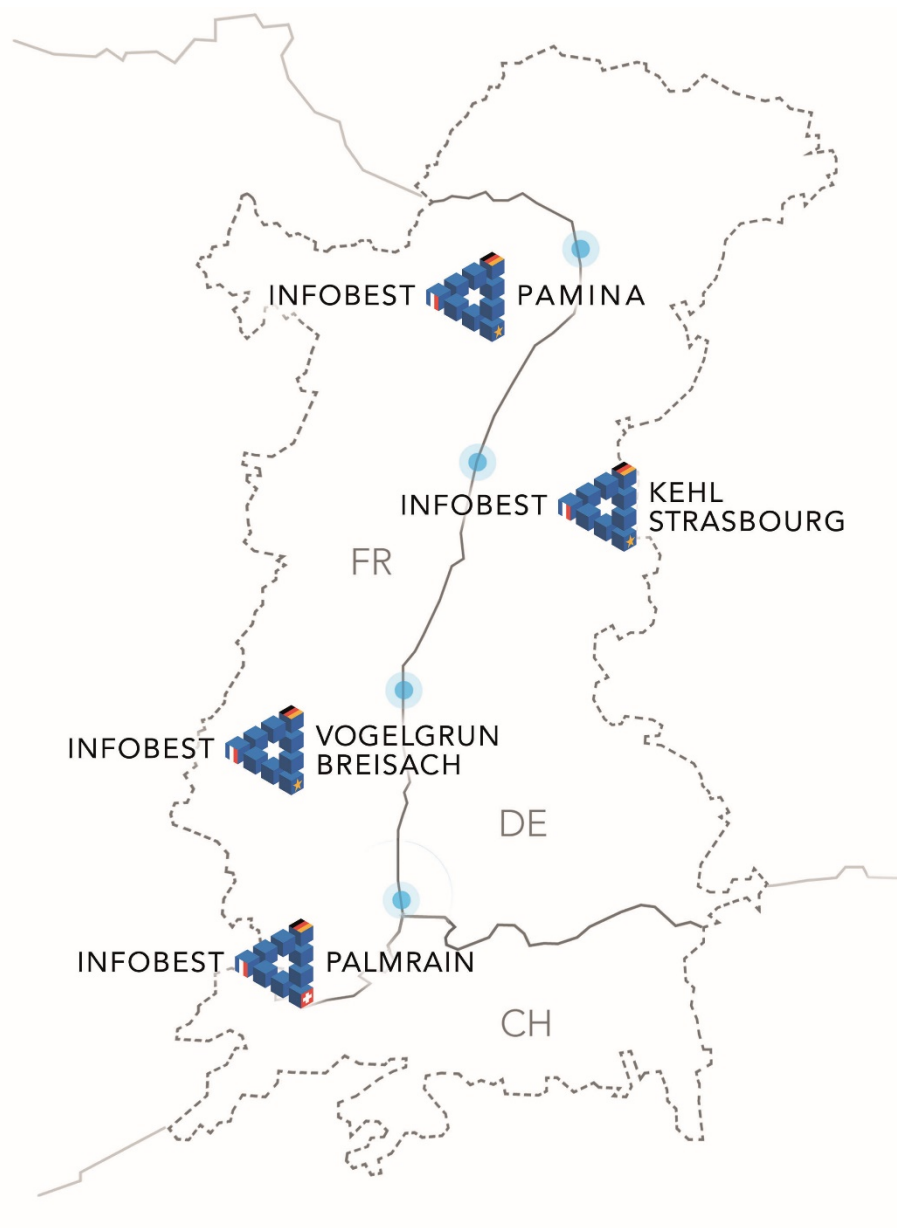 INFOBEST PAMINA
INFOBEST KEHL
STRASBOURG
FR
INFOBEST VOGELGRUN
BREISACH
DE
INFOBEST PALMRAIN
CH